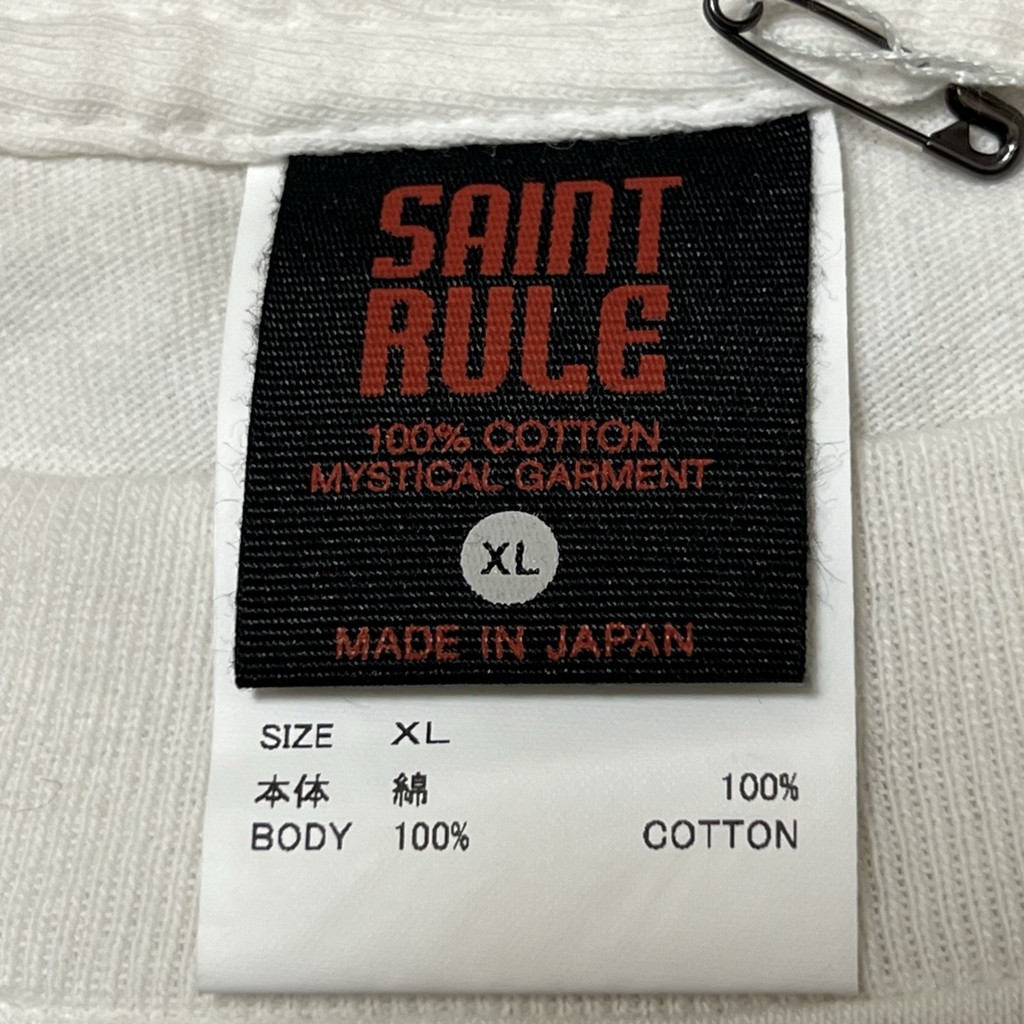 SAINT
RULE
100% COTTON
MYSTICAL GARMENT
XL
MADE IN JAPAN
SIZE XL
本体 綿 100%
BODY 100% COTTON